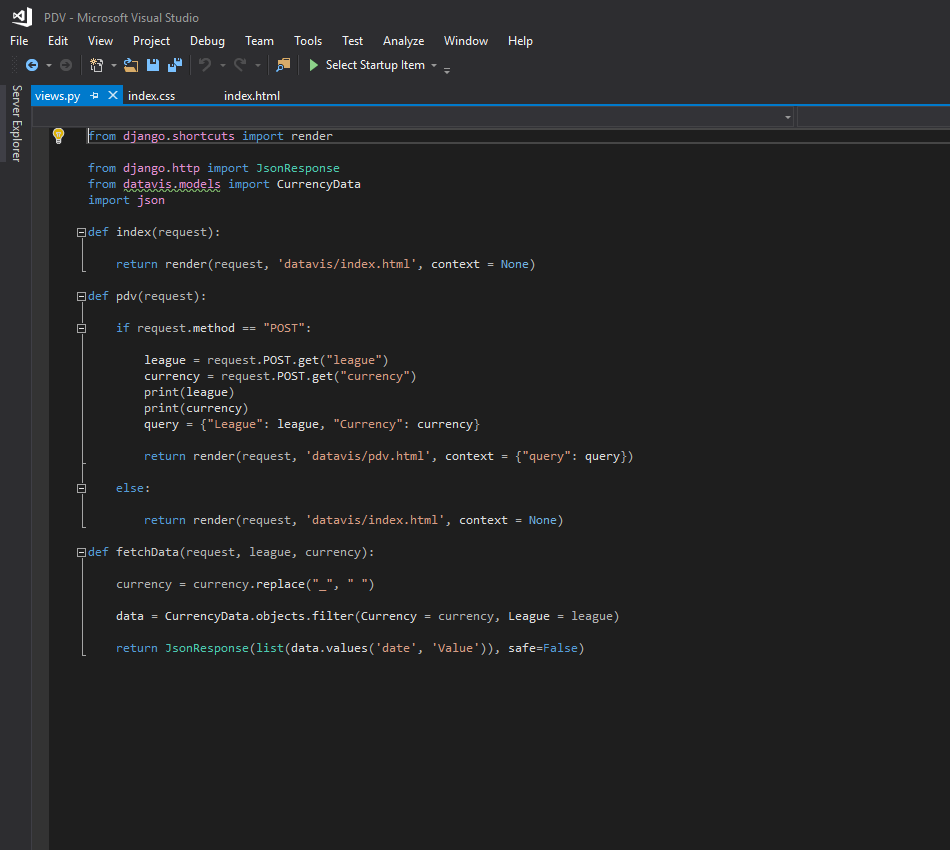 PDV - Microsoft Visual Studio
File Edit View Project Debug Team Tools Test Analyze Window Help
Select Startup Item
views.py index.css index.html
Server Explorer
from django.shortcuts import render
from django.http import JsonResponse
from datavis.models import CurrencyData
import json
def index(request):
return render(request, 'datavis/index.html', context = None)
def pdv(request):
if request.method == "POST":
league = request.POST.get("league")
currency = request.POST.get("currency")
print(league)
print(currency)
query = {"League": league, "Currency": currency}
return render(request, 'datavis/pdv.html', context = {"query": query})
else:
return render(request, 'datavis/index.html', context = None)
def fetchData(request, league, currency):
currency = currency.replace("_", " ")
data = CurrencyData.objects.filter(Currency = currency, League = league)
return JsonResponse(list(data.values('date', 'Value')), safe=False)